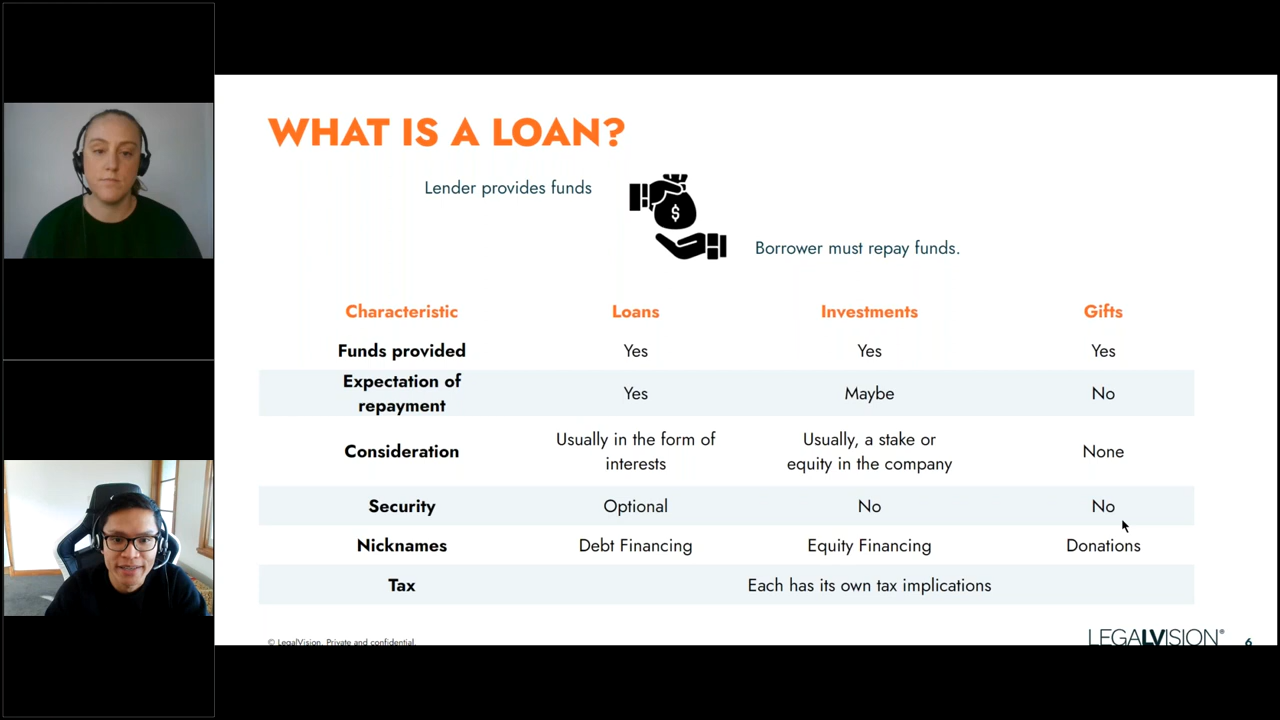 WHAT IS A LOAN?
Lender provides funds
$
Borrower must repay funds.
Characteristic Loans Investments Gifts
Funds provided Yes Yes Yes
Expectation of
repayment Yes Maybe No
Consideration Usually in the form of
interests Usually, a stake or
equity in the company None
Security Optional No No
Nicknames Debt Financing Equity Financing Donations
Tax Each has its own tax implications
© LegalVision. Private and confidential.
LEGALVISION® 6